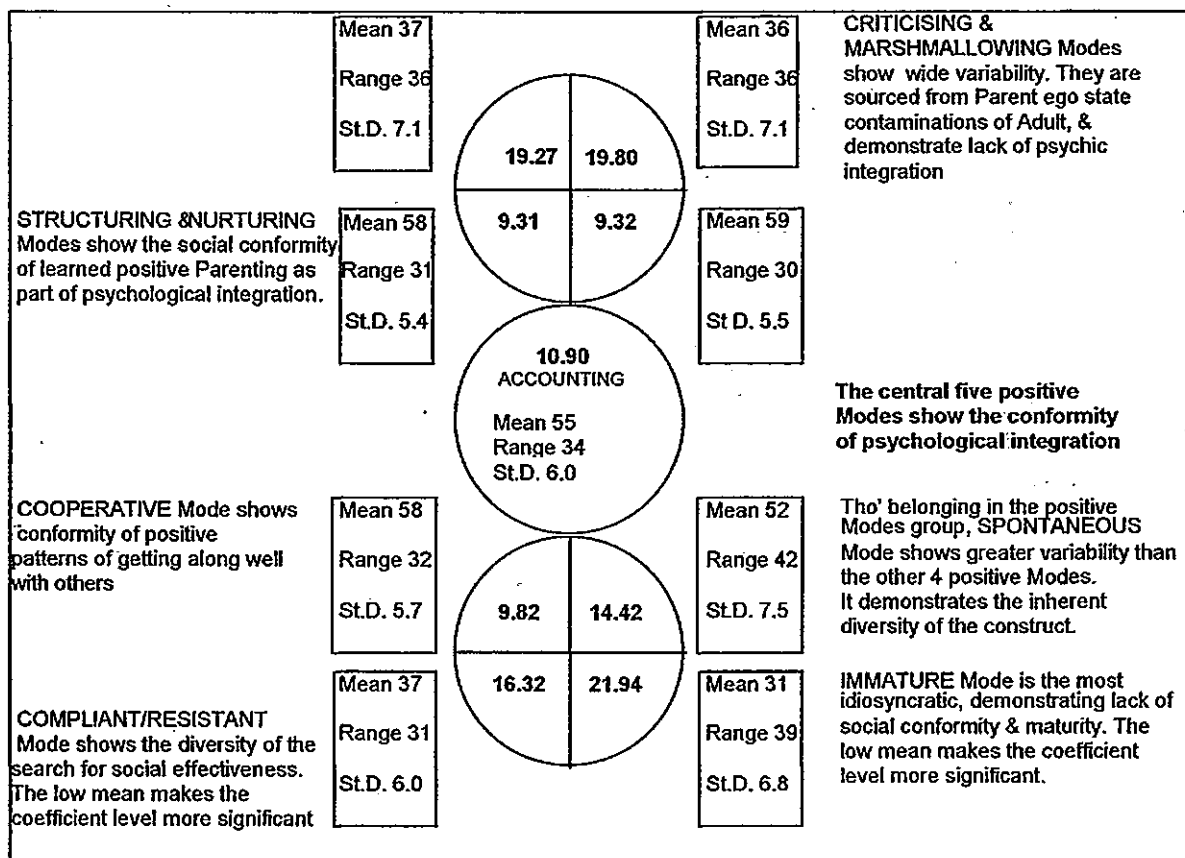 Mean 37
Range 36
St.D. 7.1
Mean 36
Range 36
St.D. 7.1
CRITICISING &
MARSHMALLOWING Modes
show wide variability. They are
sourced from Parent ego state
contaminations of Adult, &
demonstrate lack of psychic
integration
19.27 19.80
9.31 9.32
STRUCTURING &NURTURING
Modes show the social conformity
of learned positive Parenting as
part of psychological integration.
Mean 58
Range 31
St.D. 5.4
Mean 59
Range 30
St D. 5.5
10.90
ACCOUNTING
Mean 55
Range 34
St.D. 6.0
The central five positive
Modes show the conformity
of psychological integration
COOPERATIVE Mode shows
conformity of positive
patterns of getting along well
with others
Mean 58
Range 32
St.D. 5.7
9.82 14.42
16.32 21.94
Mean 52
Range 42
St.D. 7.5
Tho' belonging in the positive
Modes group, SPONTANEOUS
Mode shows greater variability than
the other 4 positive Modes.
It demonstrates the inherent
diversity of the construct.
COMPLIANT/RESISTANT
Mode shows the diversity of the
search for social effectiveness.
The low mean makes the
coefficient level more significant
Mean 37
Range 31
St.D. 6.0
Mean 31
Range 39
St.D. 6.8
IMMATURE Mode is the most
idiosyncratic, demonstrating lack of
social conformity & maturity. The
low mean makes the coefficient
level more significant.